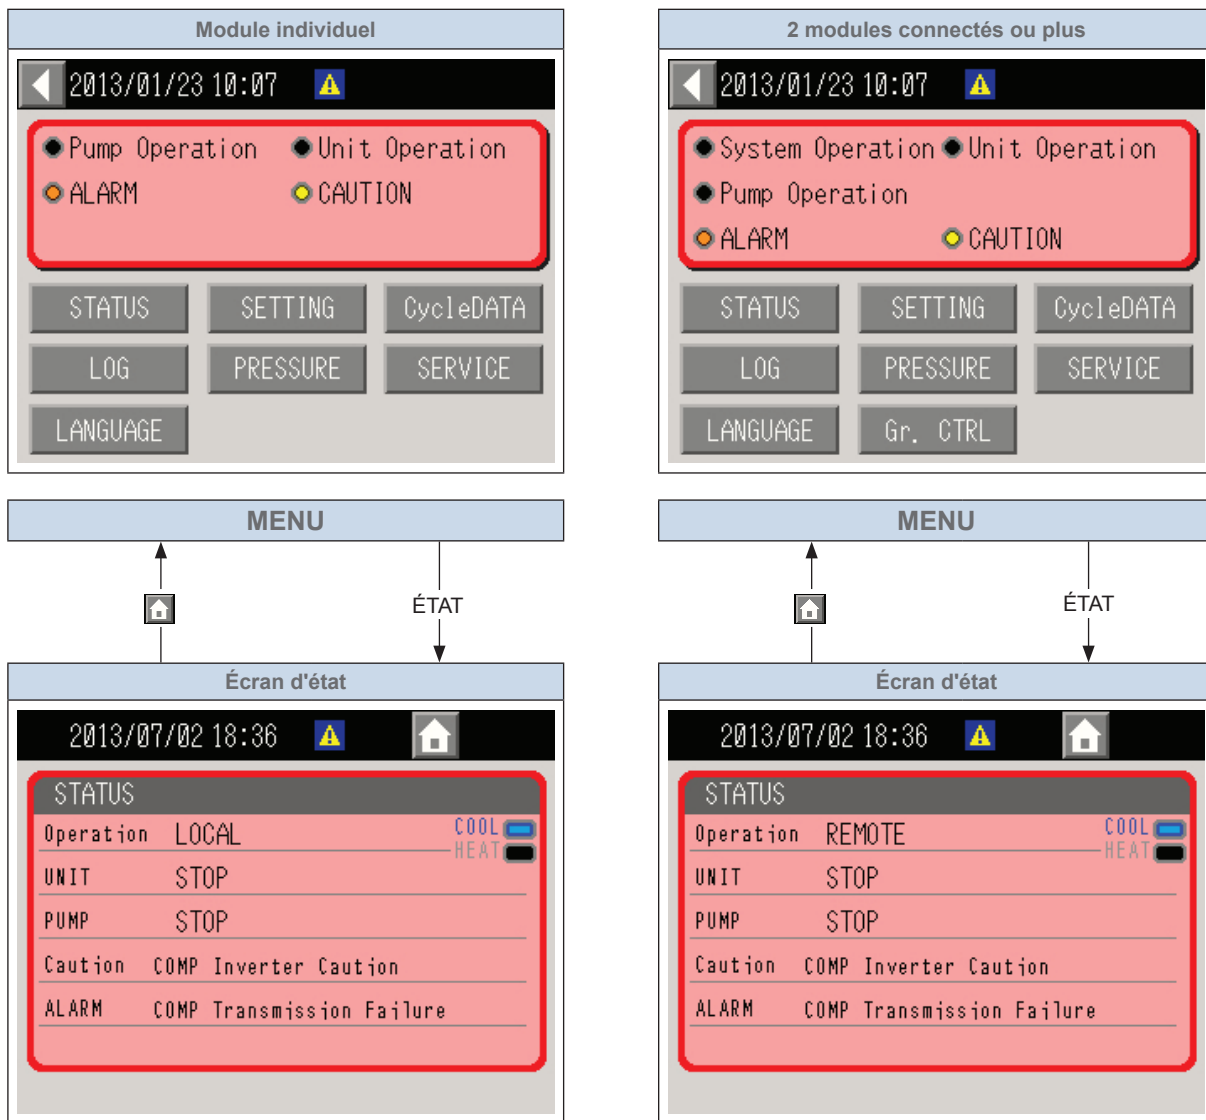 Module individuel
2013/01/23 10:07
Pump Operation Unit Operation
ALARM CAUTION
STATUS SETTING CycleDATA
LOG PRESSURE SERVICE
LANGUAGE
MENU
ÉTAT
Écran d'état
2013/07/02 18:36
STATUS
Operation LOCAL COOL
HEAT
UNIT STOP
PUMP STOP
Caution COMP Inverter Caution
ALARM COMP Transmission Failure
2 modules connectés ou plus
2013/01/23 10:07
System Operation Unit Operation
Pump Operation
ALARM CAUTION
STATUS SETTING CycleDATA
LOG PRESSURE SERVICE
LANGUAGE Gr. CTRL
MENU
ÉTAT
Écran d'état
2013/07/02 18:36
STATUS
Operation REMOTE COOL
HEAT
UNIT STOP
PUMP STOP
Caution COMP Inverter Caution
ALARM COMP Transmission Failure